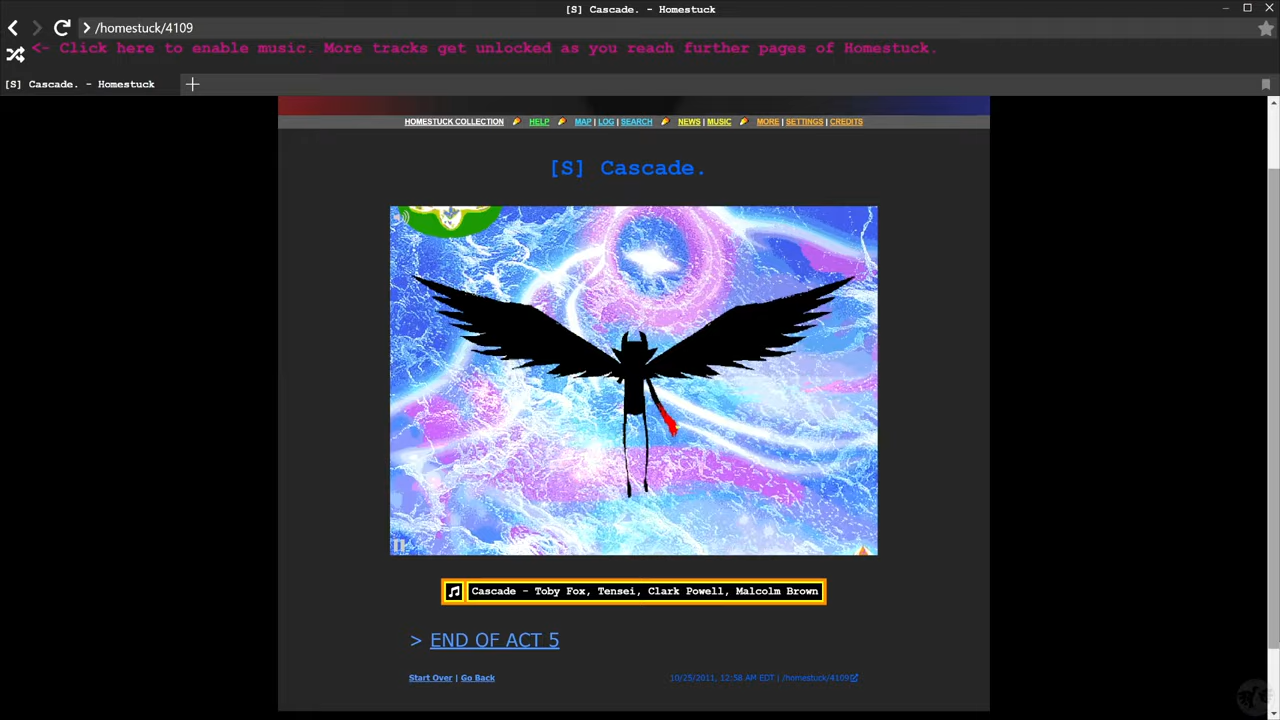 [S] Cascade. - Homestuck
/homestuck/4109
<- Click here to enable music. More tracks get unlocked as you reach further pages of Homestuck.
[S] Cascade. - Homestuck
HOMESTUCK COLLECTION HELP MAP | LOG | SEARCH NEWS | MUSIC MORE | SETTINGS | CREDITS
[S] Cascade.
Cascade - Toby Fox, Tensei, Clark Powell, Malcolm Brown
> END OF ACT 5
Start Over | Go Back
10/25/2011, 12:58 AM EDT | /homestuck/4109